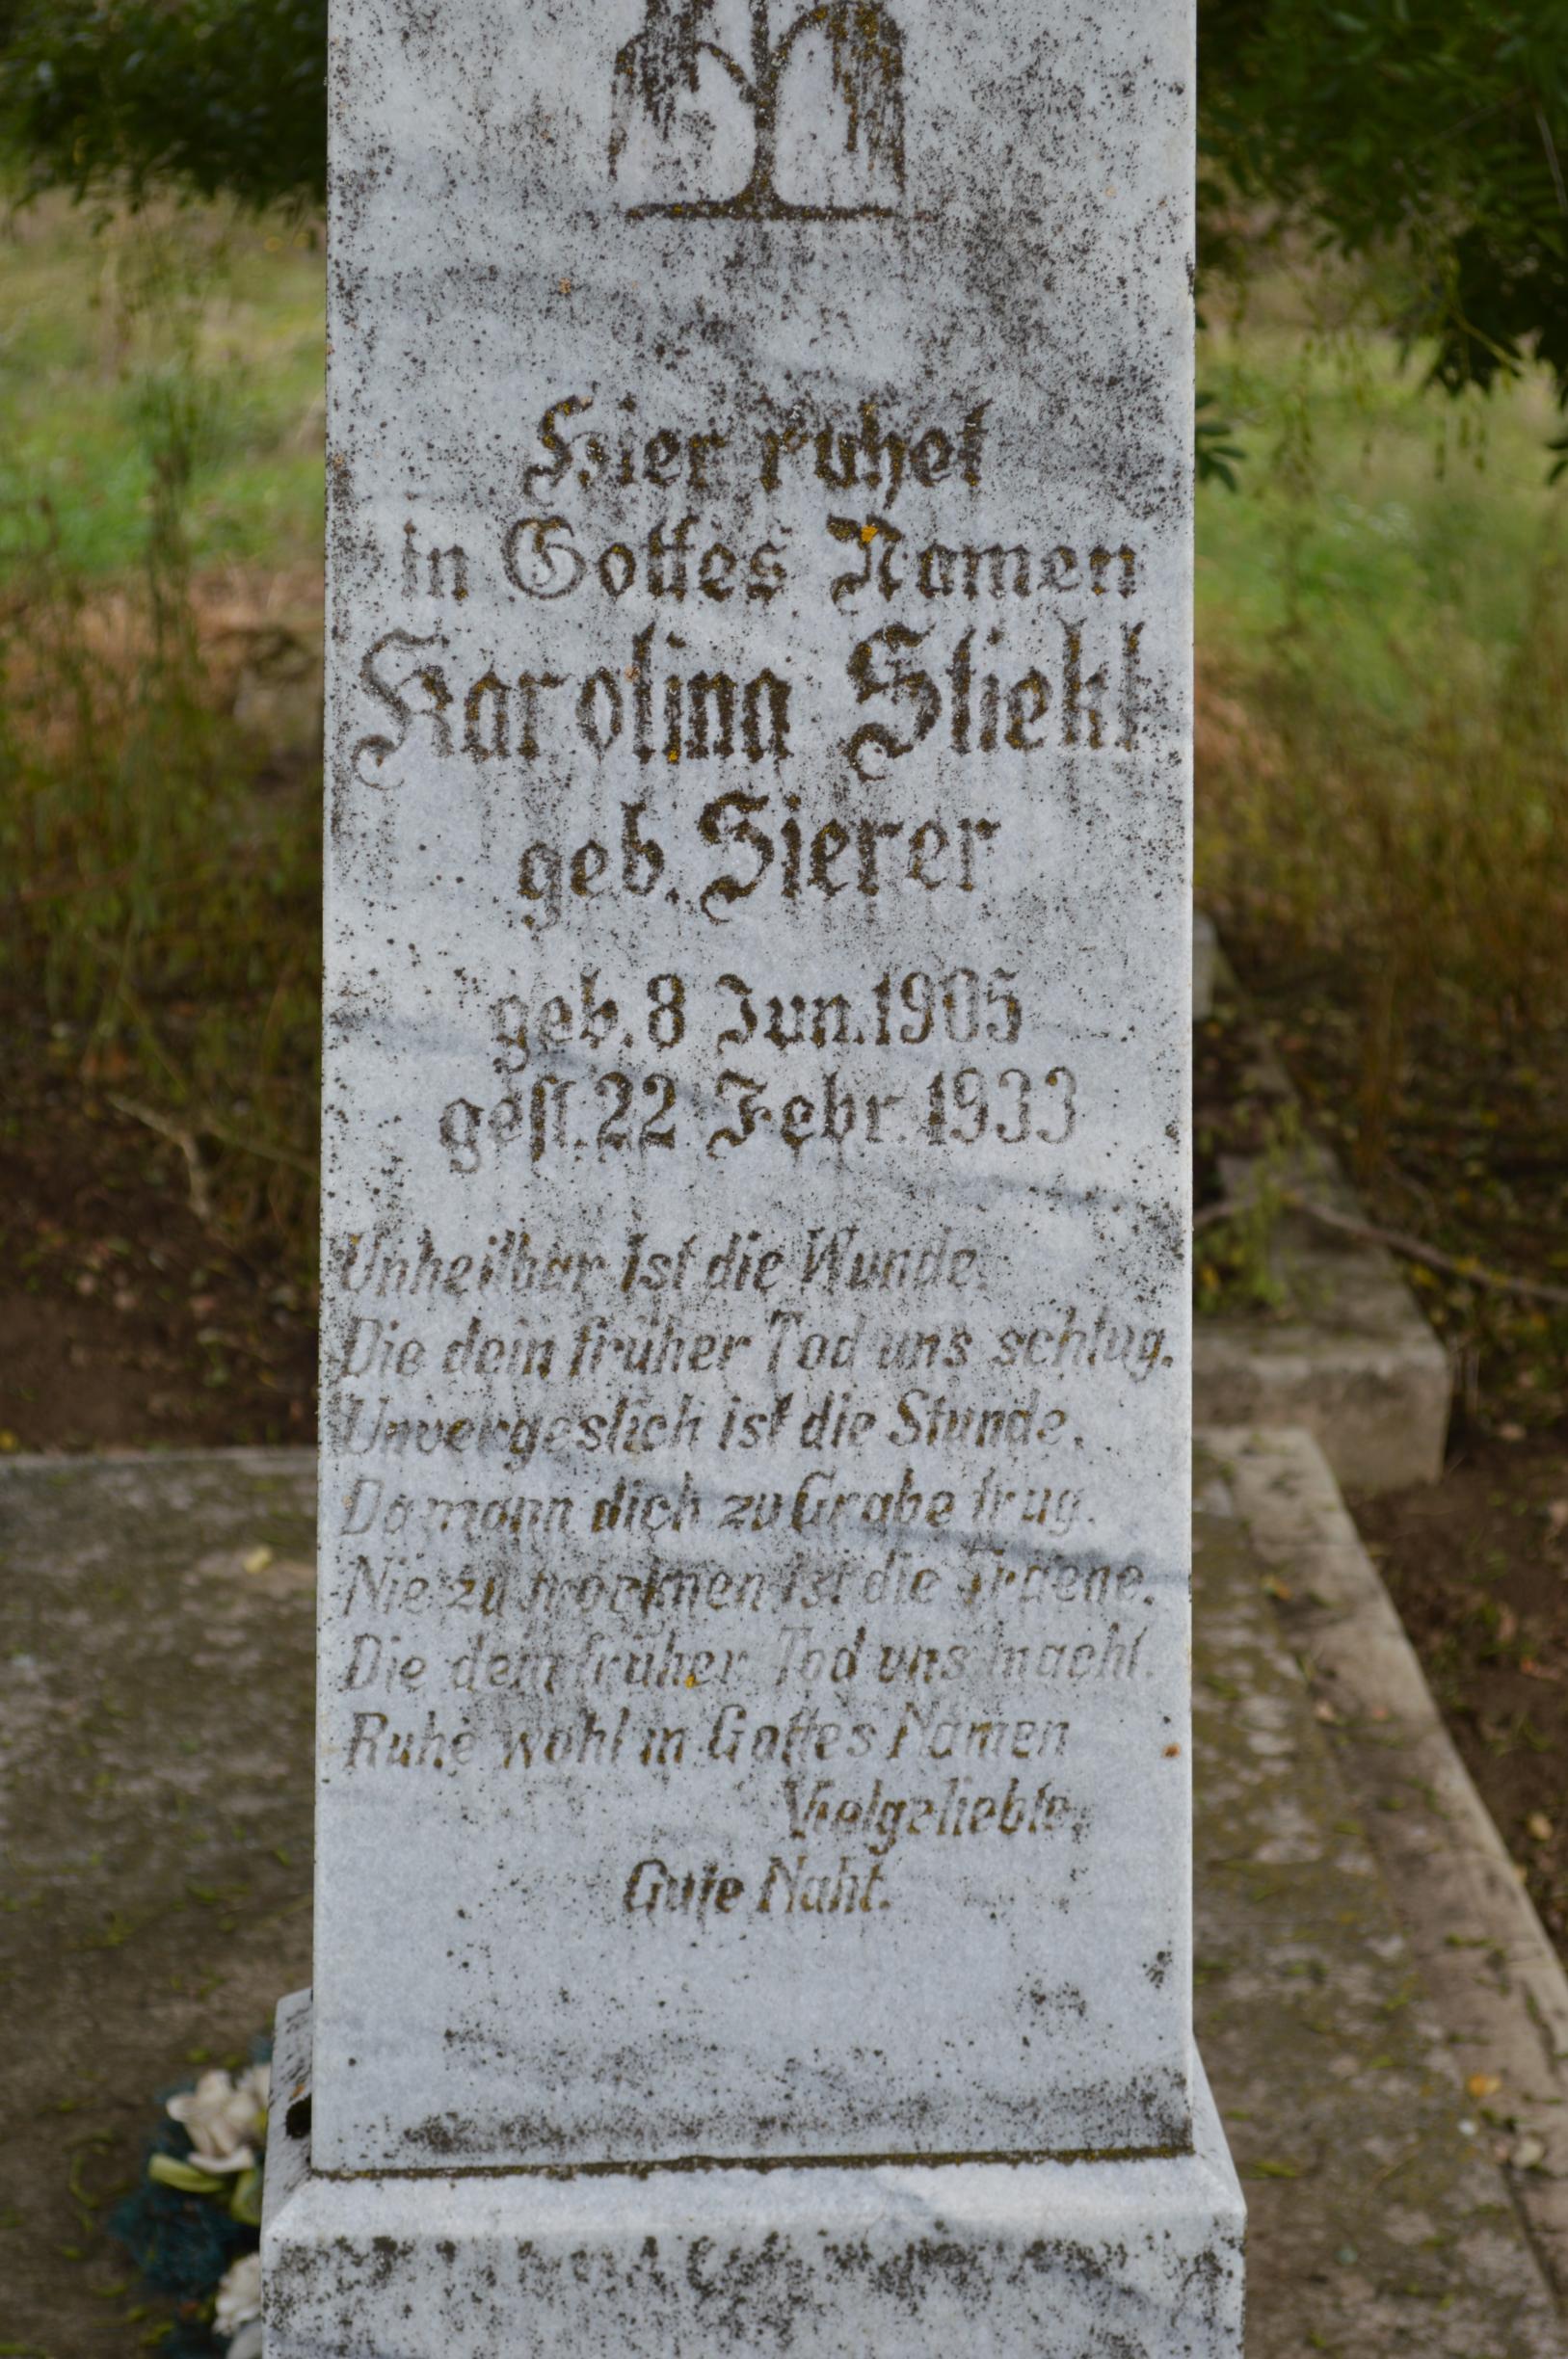 Hier ruhet
in Gottes Namen
Karolina Stiekl
geb. Sierer
geb. 8 Jun. 1905
gest. 22 Febr. 1933
Unheilbar ist die Wunde.
Die dein früher Tod uns schlug.
Unvergeslich ist die Stunde.
Da mann dich zu Grabe trug.
Nie zu trocknen ist die Traene.
Die dein früher Tod uns macht.
Ruhe wohl in Gottes Namen
Vielgeliebte.
Gute Naht.